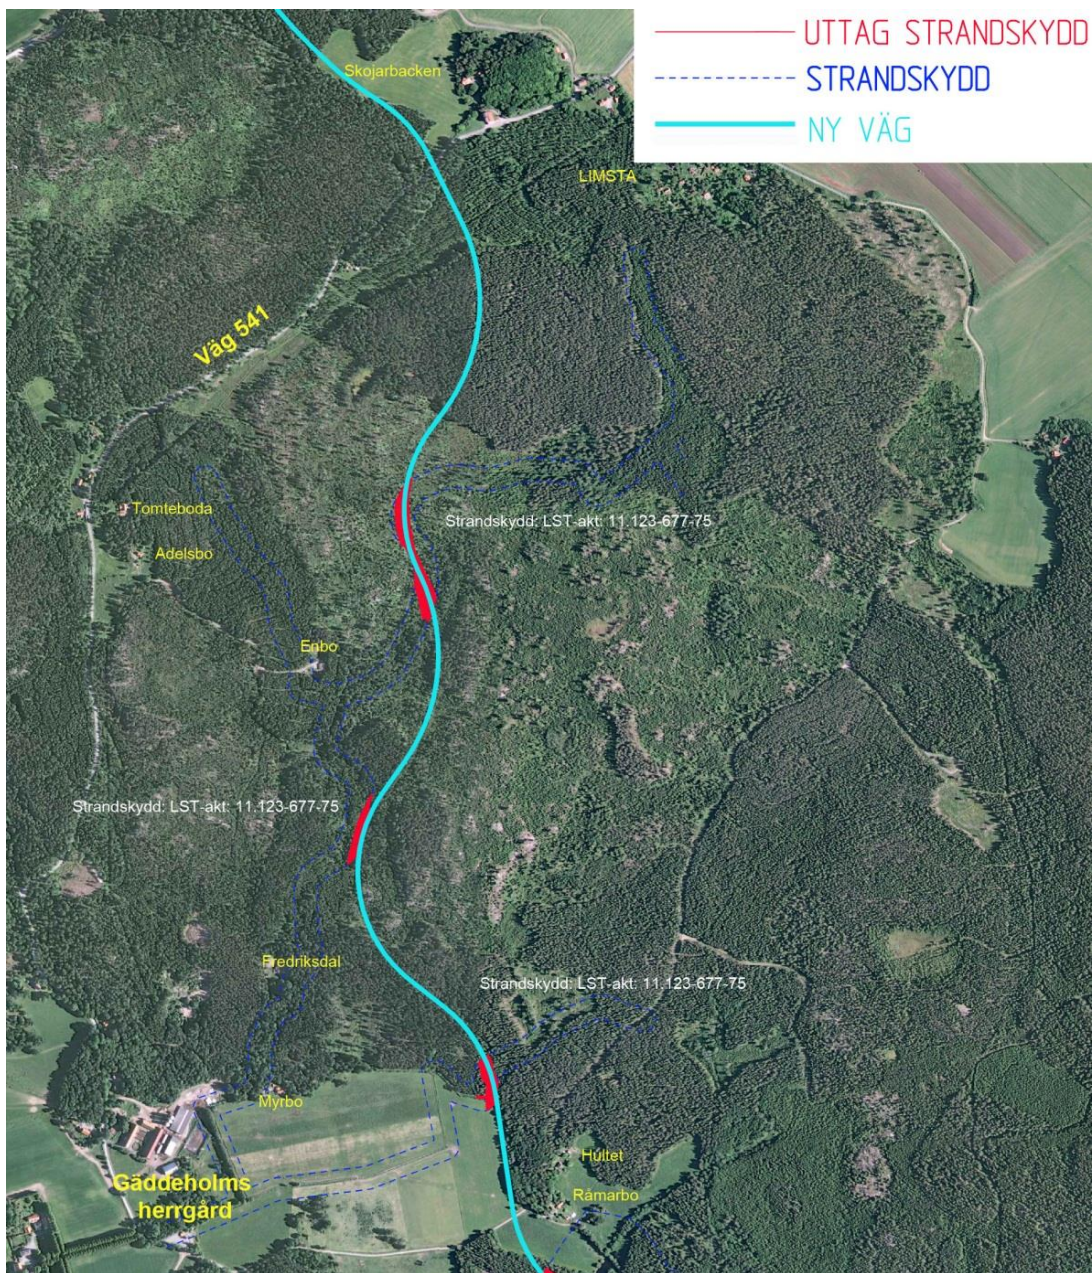 UTTAG STRANDSKYDD
STRANDSKYDD
NY VÄG
Skojarbacken
LIMSTA
Väg 541
Tomteboda
Strandskydd: LST-akt: 11.123-677-75
Adelsbo
Enbo
Strandskydd: LST-akt: 11.123-677-75
Fredriksdal
Strandskydd: LST-akt: 11.123-677-75
Myrbo
Hultet
Gäddeholms
herrgård
Råmarbo